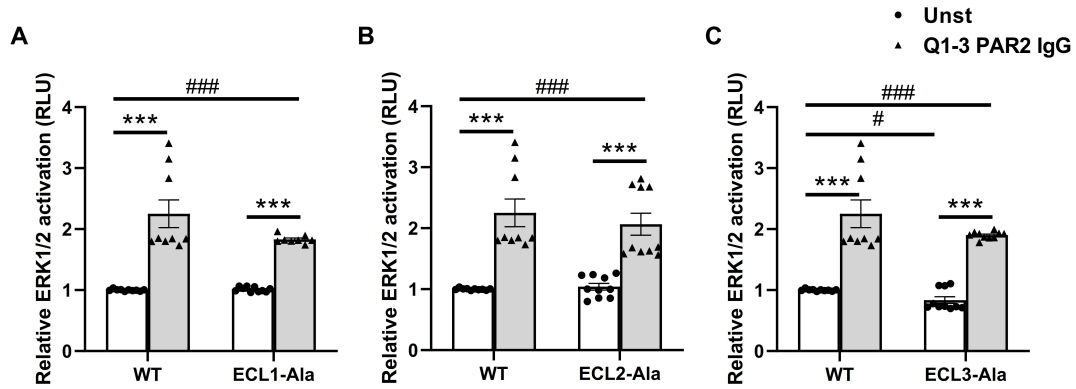 Unst
Q1-3 PAR2 IgG
A
Relative ERK1/2 activation (RLU)
4
3
2
1
0
###
***
***
WT
ECL1-Ala
B
Relative ERK1/2 activation (RLU)
4
3
2
1
0
###
***
***
WT
ECL2-Ala
C
Relative ERK1/2 activation (RLU)
4
3
2
1
0
###
#
***
***
WT
ECL3-Ala